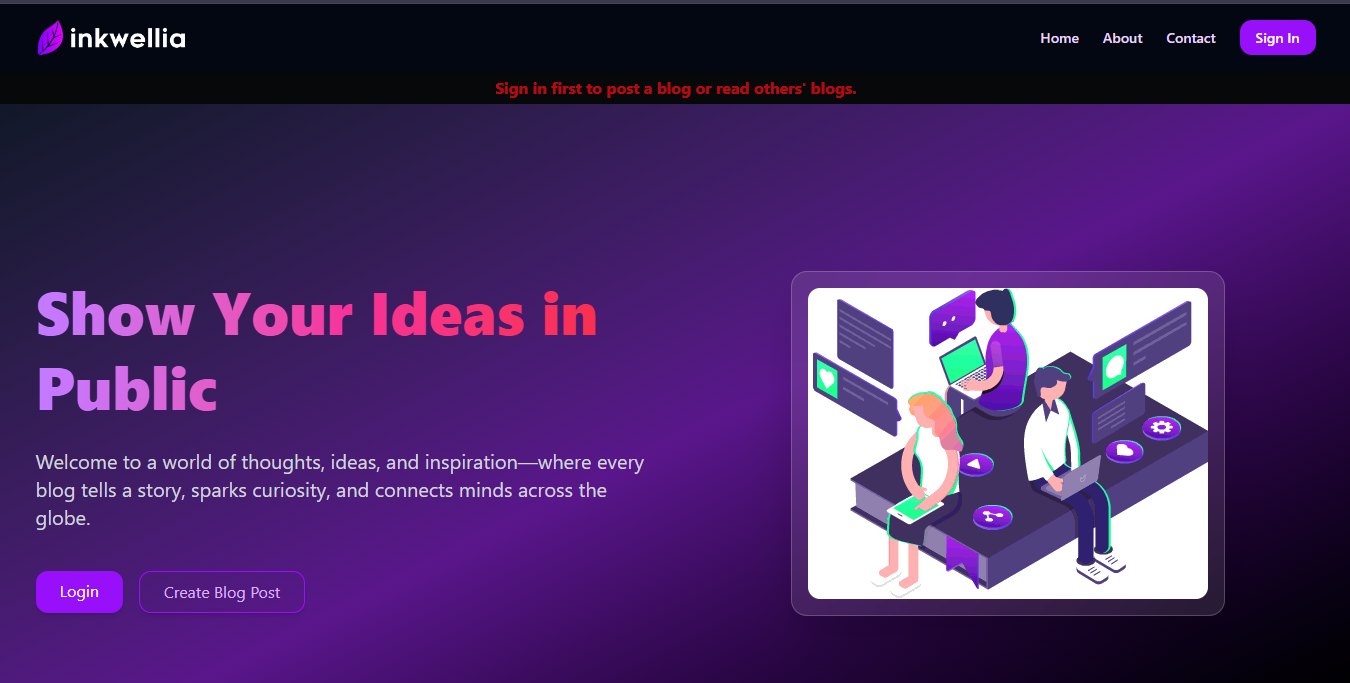 inkwellia
Home About Contact Sign In
Sign in first to post a blog or read others' blogs.
Show Your Ideas in
Public
Welcome to a world of thoughts, ideas, and inspiration—where every
blog tells a story, sparks curiosity, and connects minds across the
globe.
Login Create Blog Post